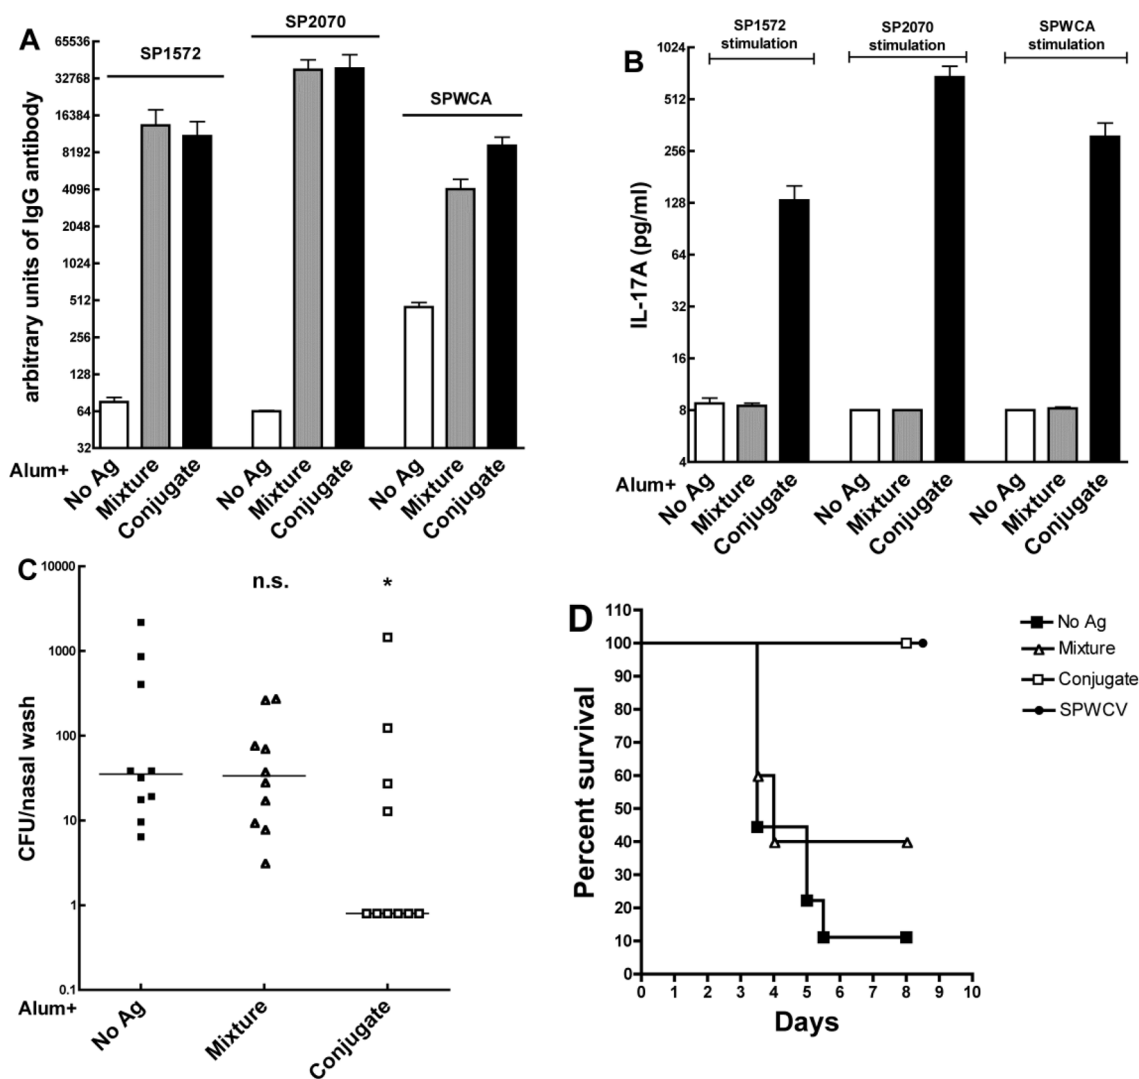 A
SP1572
SP2070
SPWCA
arbitrary units of IgG antibody
65536
32768
16384
8192
4096
2048
1024
512
256
128
64
32
Alum+
No Ag
Mixture
Conjugate
No Ag
Mixture
Conjugate
No Ag
Mixture
Conjugate
B
SP1572
stimulation
SP2070
stimulation
SPWCA
stimulation
IL-17A (pg/ml)
1024
512
256
128
64
32
16
8
4
Alum+
No Ag
Mixture
Conjugate
No Ag
Mixture
Conjugate
No Ag
Mixture
Conjugate
C
n.s.
*
CFU/nasal wash
10000
1000
100
10
1
0.1
Alum+
No Ag
Mixture
Conjugate
D
Percent survival
110
100
90
80
70
60
50
40
30
20
10
0
0 1 2 3 4 5 6 7 8 9 10
Days
No Ag
Mixture
Conjugate
SPWCV